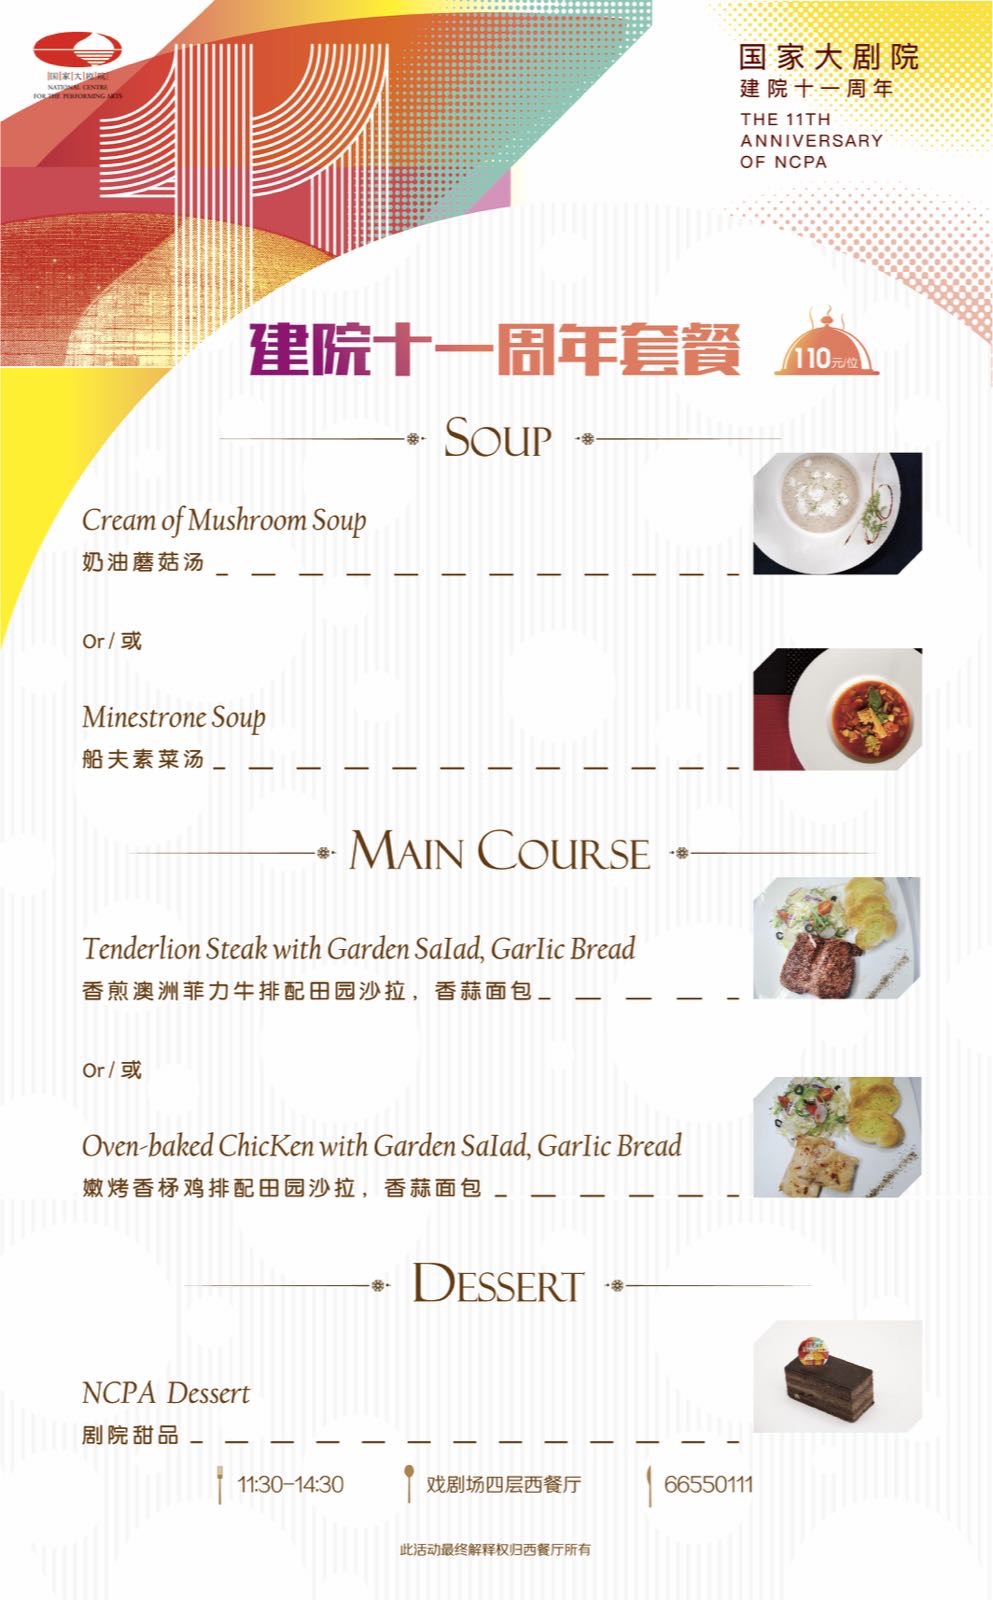 国家大剧院
NATIONAL CENTRE
FOR THE PERFORMING ARTS
国家大剧院
建院十一周年
THE 11TH
ANNIVERSARY
OF NCPA
建院十一周年套餐
110元/位
SOUP
Cream of Mushroom Soup
奶油蘑菇汤
Or/或
Minestrone Soup
船夫素菜汤
MAIN COURSE
Tenderlion Steak with Garden SaIad, GarIic Bread
香煎澳洲菲力牛排配田园沙拉，香蒜面包
Or/或
Oven-baked ChicKen with Garden SaIad, GarIic Bread
嫩烤香杨鸡排配田园沙拉，香蒜面包
DESSERT
NCPA Dessert
剧院甜品
11:30-14:30
戏剧场四层西餐厅
66550111
此活动最终解释权归西餐厅所有